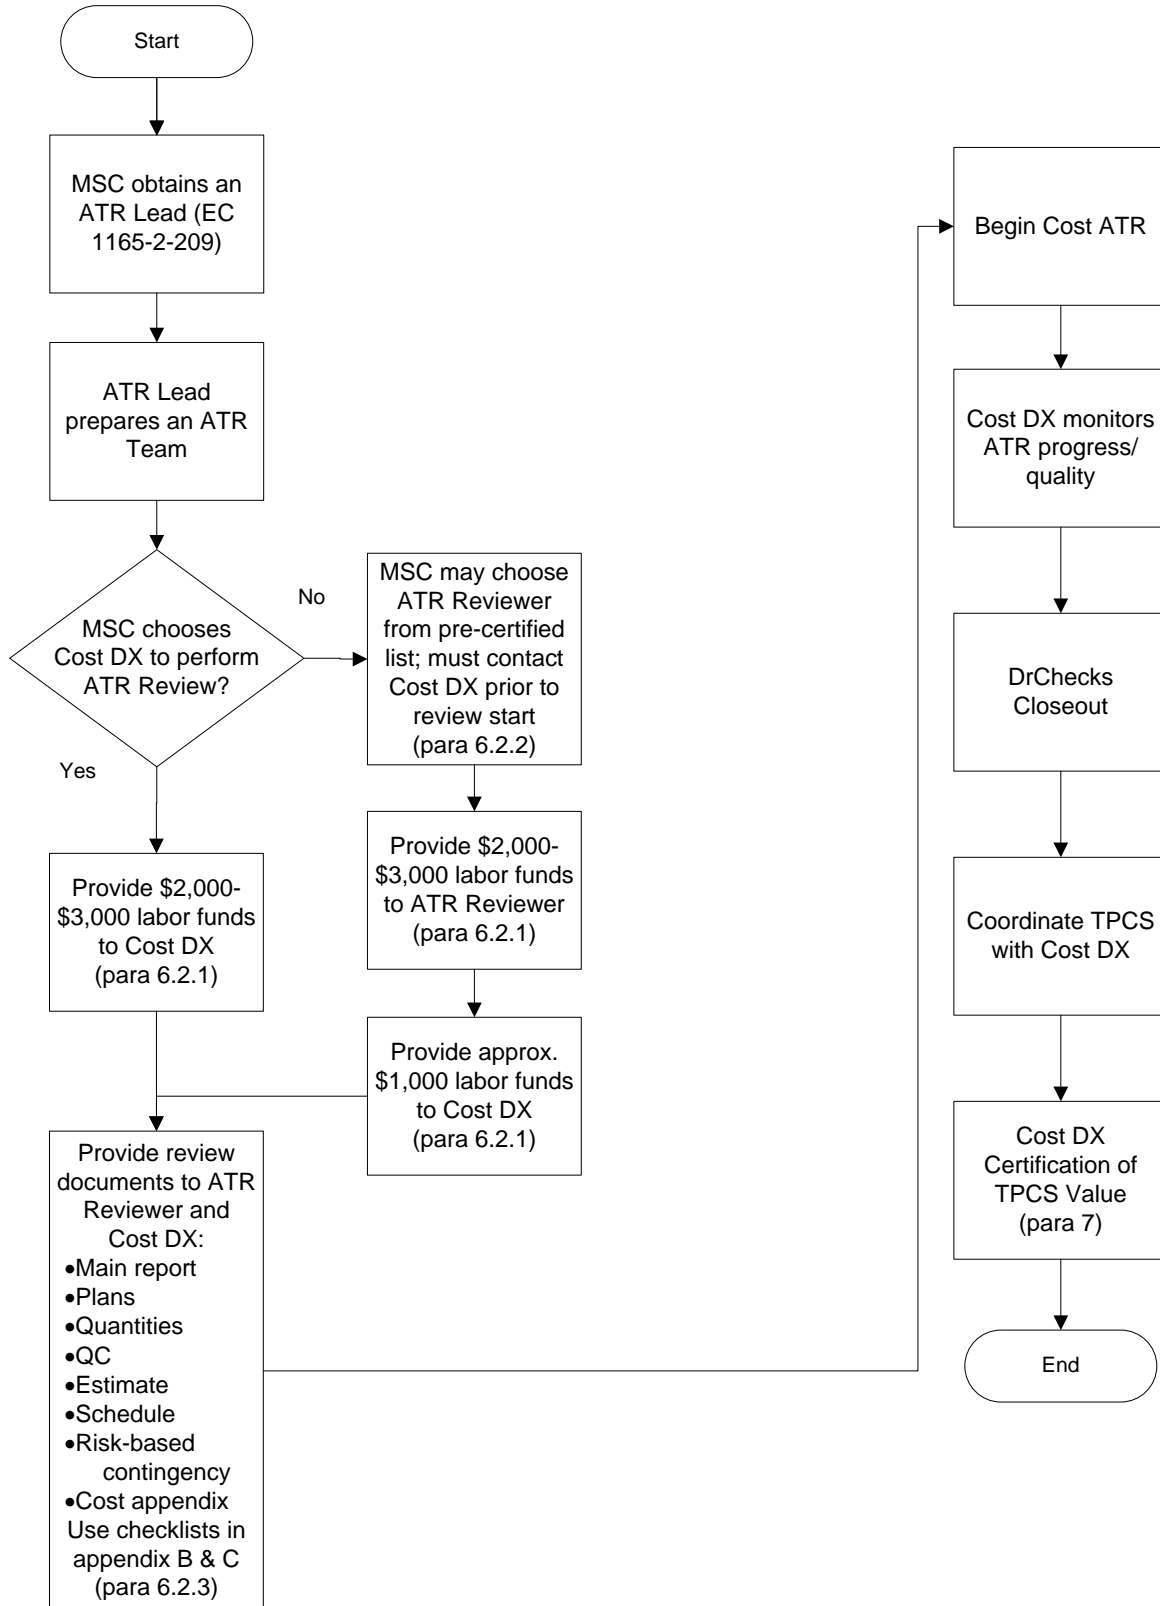 Start
MSC obtains an
ATR Lead (EC
1165-2-209)
ATR Lead
prepares an ATR
Team
MSC chooses
Cost DX to perform
ATR Review?
No
MSC may choose
ATR Reviewer
from pre-certified
list; must contact
Cost DX prior to
review start
(para 6.2.2)
Yes
Provide $2,000-
$3,000 labor funds
to Cost DX
(para 6.2.1)
Provide $2,000-
$3,000 labor funds
to ATR Reviewer
(para 6.2.1)
Provide approx.
$1,000 labor funds
to Cost DX
(para 6.2.1)
Provide review
documents to ATR
Reviewer and
Cost DX:
•Main report
•Plans
•Quantities
•QC
•Estimate
•Schedule
•Risk-based
contingency
•Cost appendix
Use checklists in
appendix B & C
(para 6.2.3)
Begin Cost ATR
Cost DX monitors
ATR progress/
quality
DrChecks
Closeout
Coordinate TPCS
with Cost DX
Cost DX
Certification of
TPCS Value
(para 7)
End